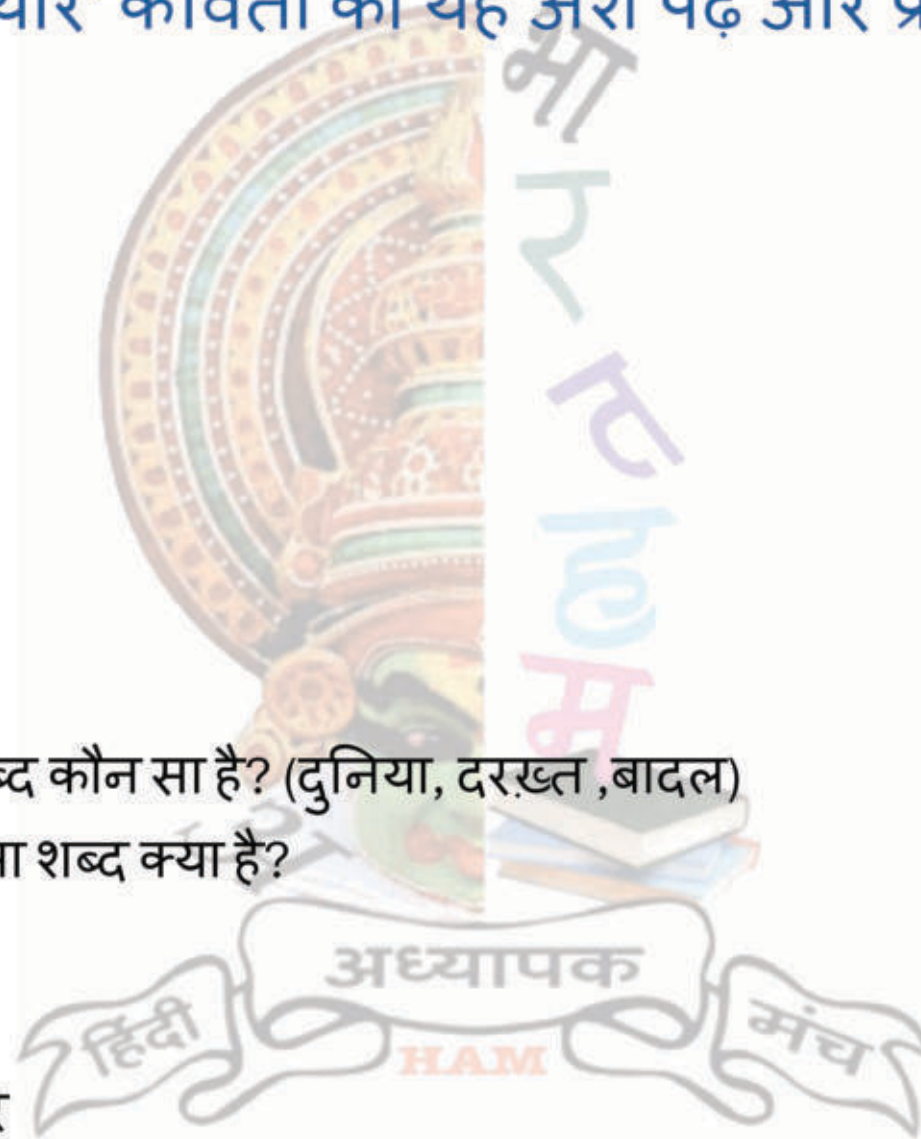 कविता का यह अंश पढ़ें और
भा
र
त
ह
म
कौन सा है? (दुनिया, दरख़्त ,बादल)
शब्द क्या है?
अध्यापक
हिंदी
मंच
HAM